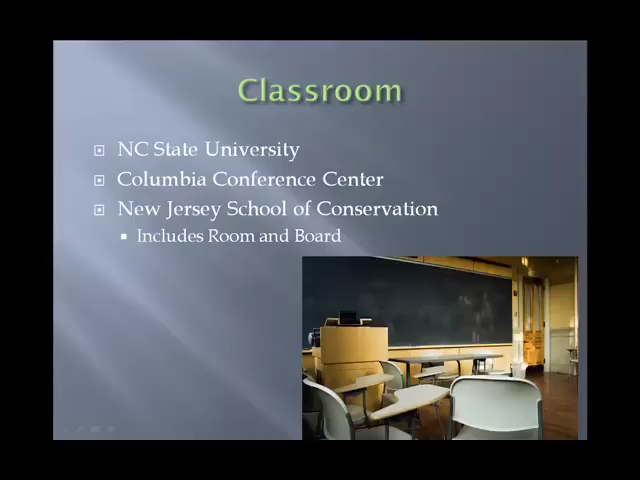 Classroom
NC State University
Columbia Conference Center
New Jersey School of Conservation
Includes Room and Board